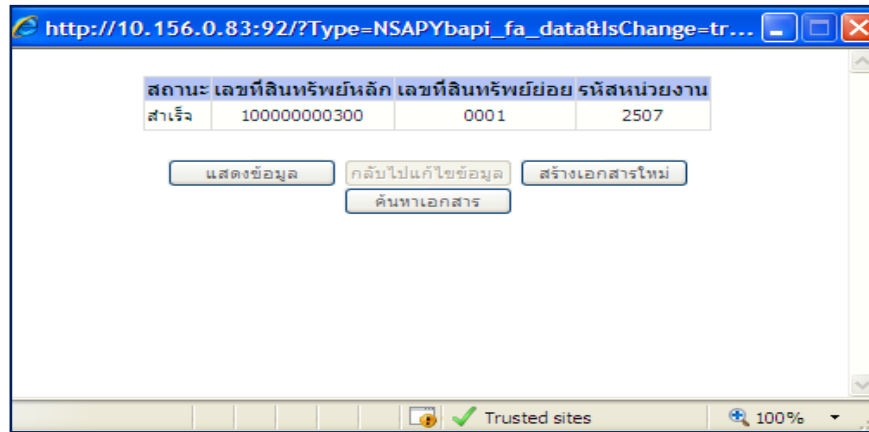 http://10.156.0.83:92/?Type=NSAPYbapi_fa_data&IsChange=tr...
สถานะ เลขที่สินทรัพย์หลัก เลขที่สินทรัพย์ย่อย รหัสหน่วยงาน
สำเร็จ 100000000300 0001 2507
แสดงข้อมูล กลับไปแก้ไขข้อมูล สร้างเอกสารใหม่
ค้นหาเอกสาร
Trusted sites 100%